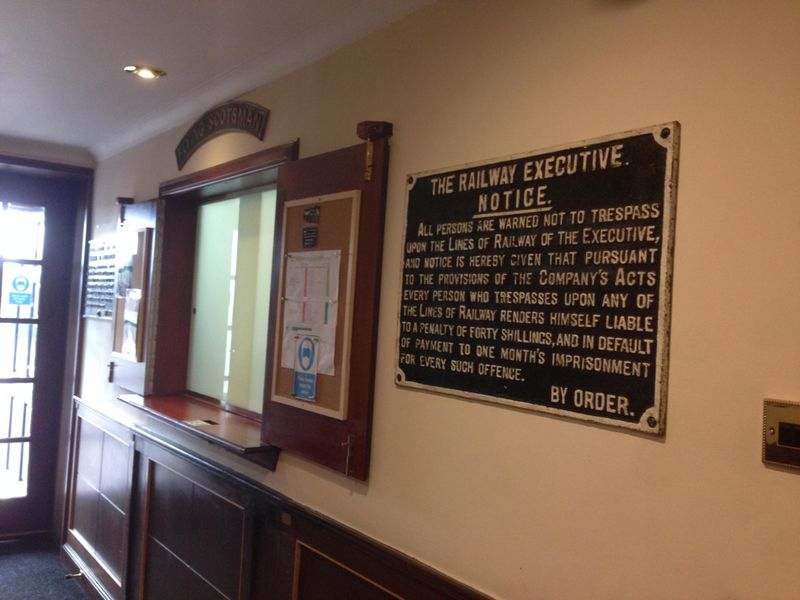 FLYING SCOTSMAN
THE RAILWAY EXECUTIVE.
NOTICE.
ALL PERSONS ARE WARNED NOT TO TRESPASS
UPON THE LINES OF RAILWAY OF THE EXECUTIVE,
AND NOTICE IS HEREBY GIVEN THAT PURSUANT
TO THE PROVISIONS OF THE COMPANY'S ACTS
EVERY PERSON WHO TRESPASSES UPON ANY OF
THE LINES OF RAILWAY RENDERS HIMSELF LIABLE
TO A PENALTY OF FORTY SHILLINGS, AND IN DEFAULT
OF PAYMENT TO ONE MONTH'S IMPRISONMENT
FOR EVERY SUCH OFFENCE.
BY ORDER.